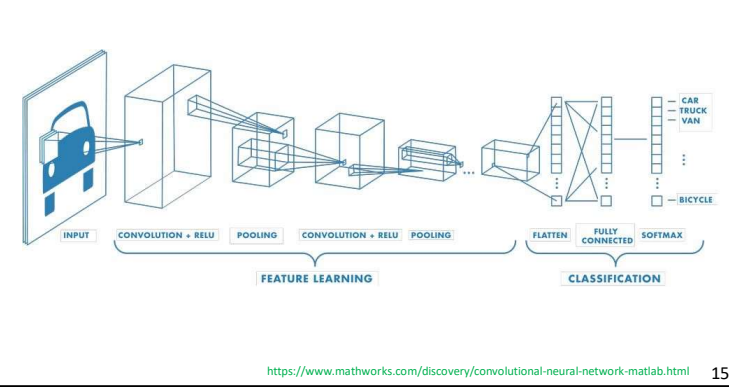 CAR
TRUCK
VAN
BICYCLE
INPUT
CONVOLUTION + RELU
POOLING
CONVOLUTION + RELU
POOLING
FLATTEN
FULLY
CONNECTED
SOFTMAX
FEATURE LEARNING
CLASSIFICATION
https://www.mathworks.com/discovery/convolutional-neural-network-matlab.html
15